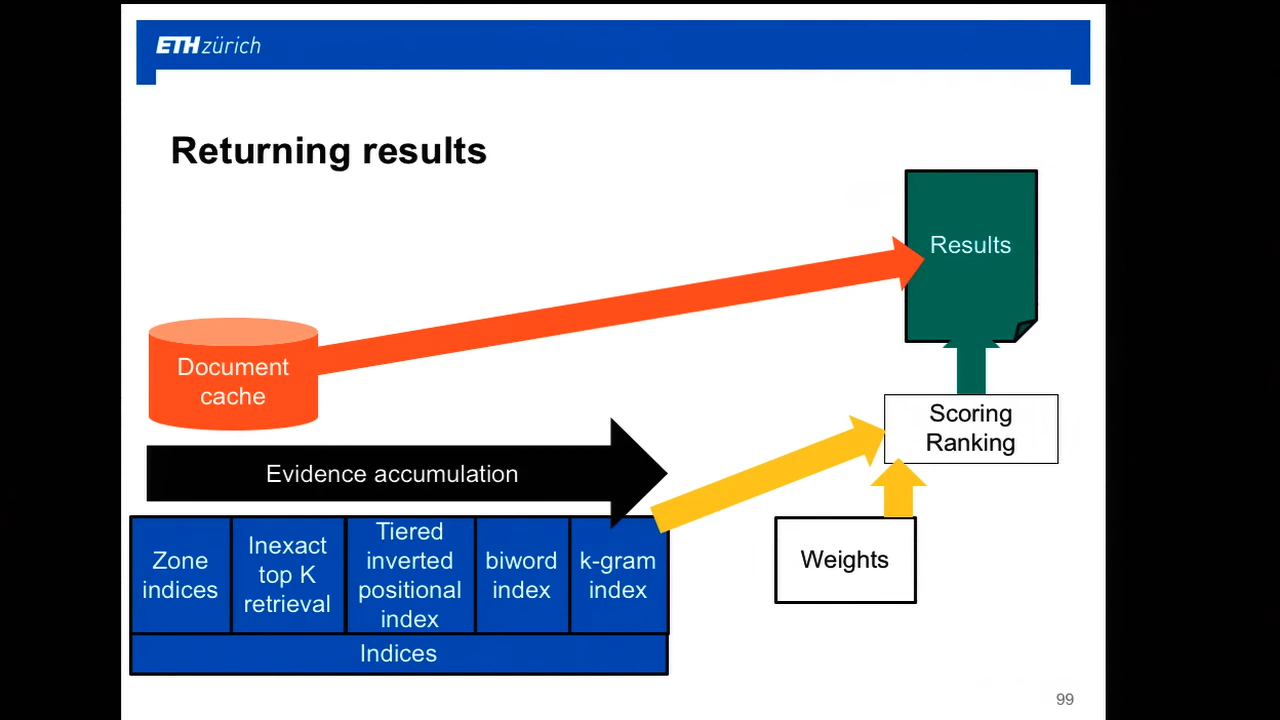 ETH zürich
Returning results
Results
Document
cache
Scoring
Ranking
Evidence accumulation
Zone
indices
Inexact
top K
retrieval
Tiered
inverted
positional
index
biword
index
k-gram
index
Weights
Indices
99